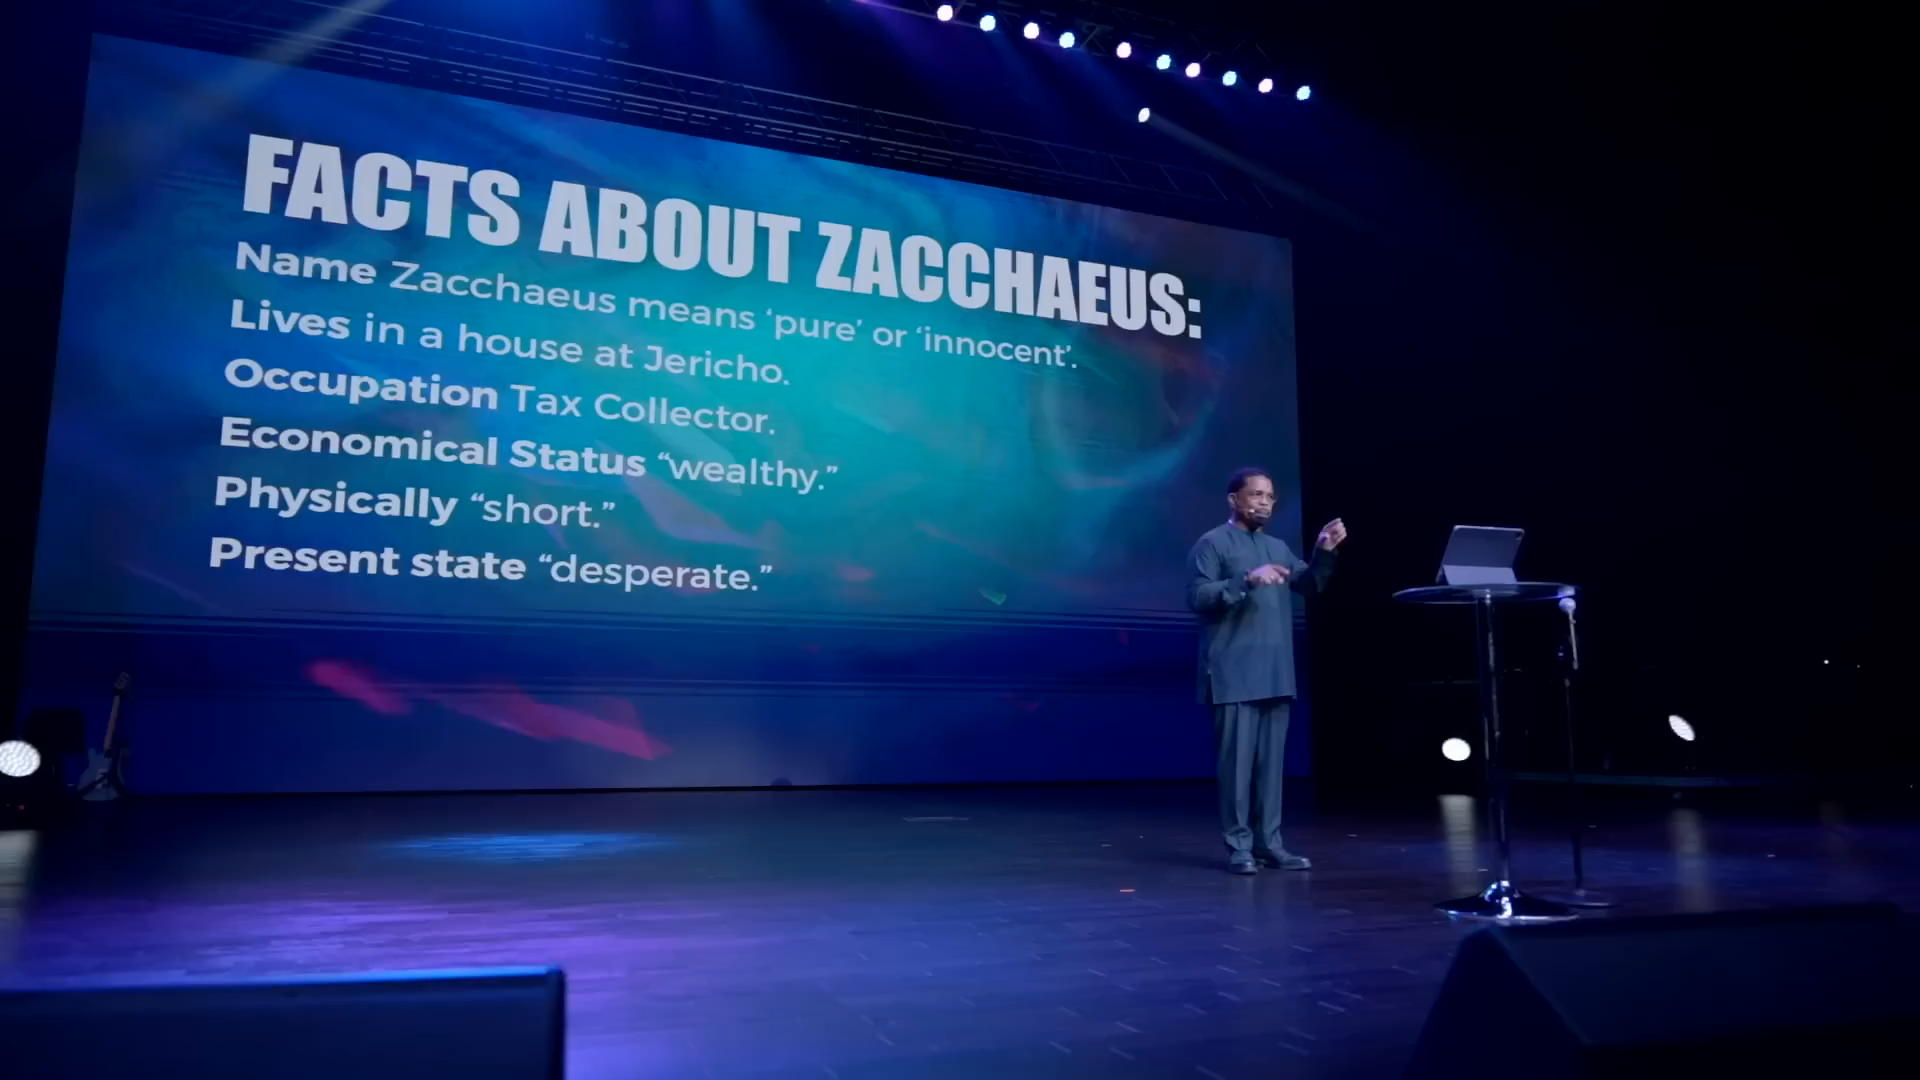 FACTS ABOUT ZACCHAEUS:
Name Zacchaeus means ‘pure’ or ‘innocent’.
Lives in a house at Jericho.
Occupation Tax Collector.
Economical Status “wealthy.”
Physically “short.”
Present state “desperate.”